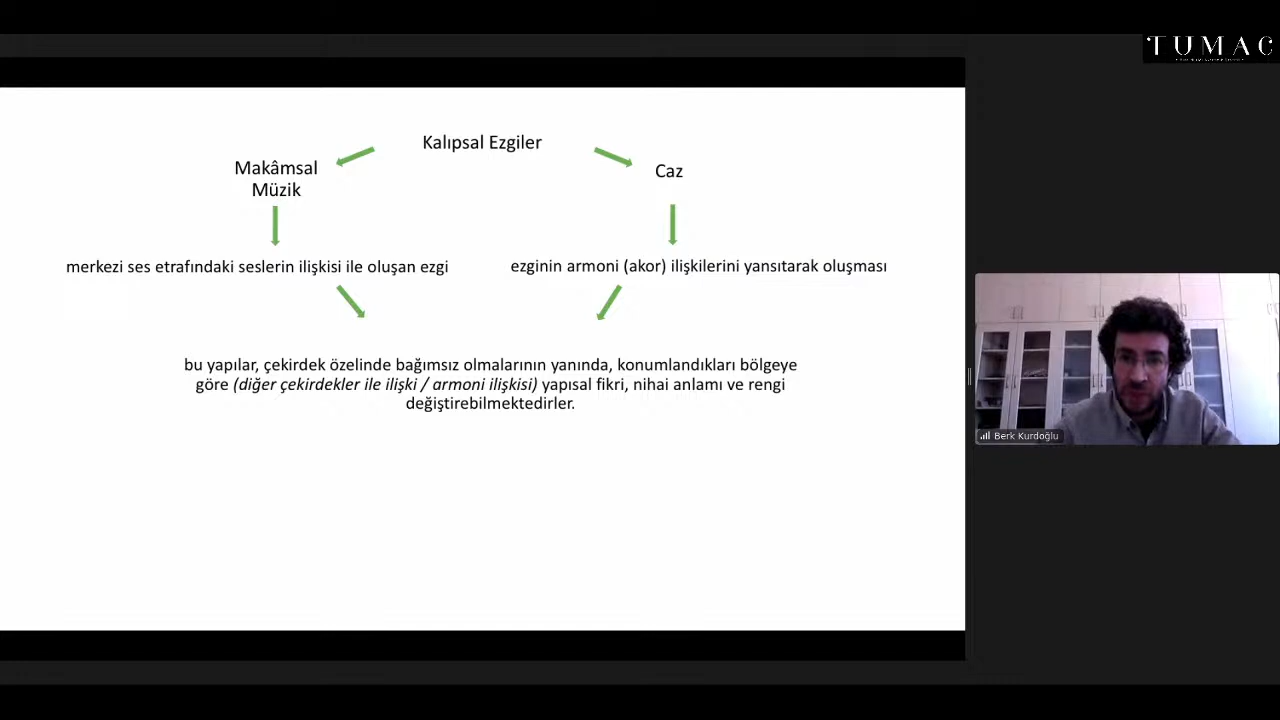 TUMAC
Kalıpsal Ezgiler
Makâmsal
Müzik
Caz
merkezi ses etrafındaki seslerin ilişkisi ile oluşan ezgi
ezginin armoni (akor) ilişkilerini yansıtarak oluşması
bu yapılar, çekirdek özelinde bağımsız olmalarının yanında, konumlandıkları bölgeye
göre (diğer çekirdekler ile ilişki / armoni ilişkisi) yapısal fikri, nihai anlamı ve rengi
değiştirebilmektedirler.
Berk Kurdoğlu